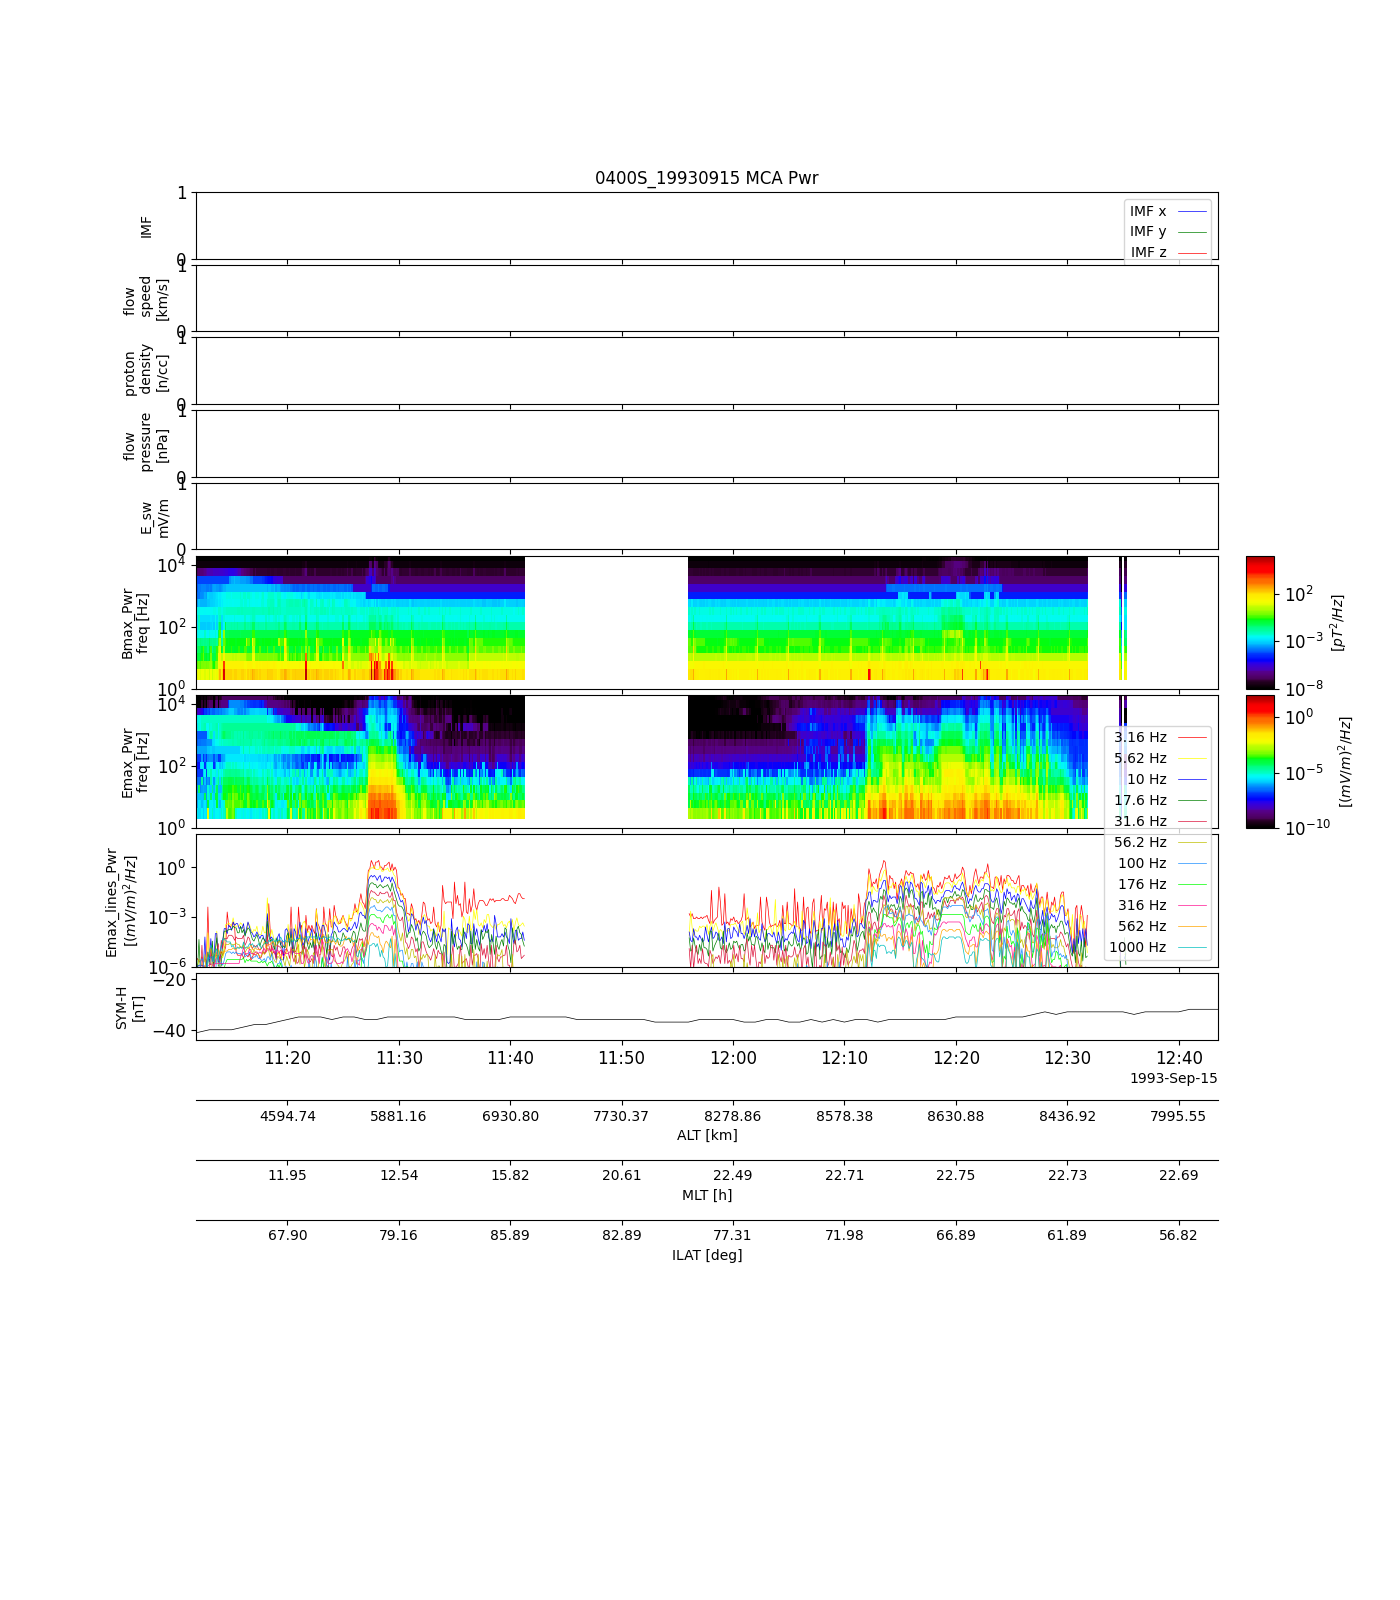 0400S_19930915 MCA Pwr
1
0
IMF
IMF x
IMF y
IMF z
1
0
flow
speed
[km/s]
1
0
proton
density
[n/cc]
1
0
flow
pressure
[nPa]
1
0
E_sw
mV/m
10^4
10^2
10^0
Bmax_Pwr
freq [Hz]
10^2
10^-3
10^-8
[pT^2/Hz]
10^4
10^2
10^0
Emax_Pwr
freq [Hz]
10^0
10^-5
10^-10
[(mV/m)^2/Hz]
3.16 Hz
5.62 Hz
10 Hz
17.6 Hz
31.6 Hz
56.2 Hz
100 Hz
176 Hz
316 Hz
562 Hz
1000 Hz
10^0
10^-3
10^-6
Emax_lines_Pwr
[(mV/m)^2/Hz]
−20
−40
SYM-H
[nT]
11:20 11:30 11:40 11:50 12:00 12:10 12:20 12:30 12:40
1993-Sep-15
4594.74 5881.16 6930.80 7730.37 8278.86 8578.38 8630.88 8436.92 7995.55
ALT [km]
11.95 12.54 15.82 20.61 22.49 22.71 22.75 22.73 22.69
MLT [h]
67.90 79.16 85.89 82.89 77.31 71.98 66.89 61.89 56.82
ILAT [deg]